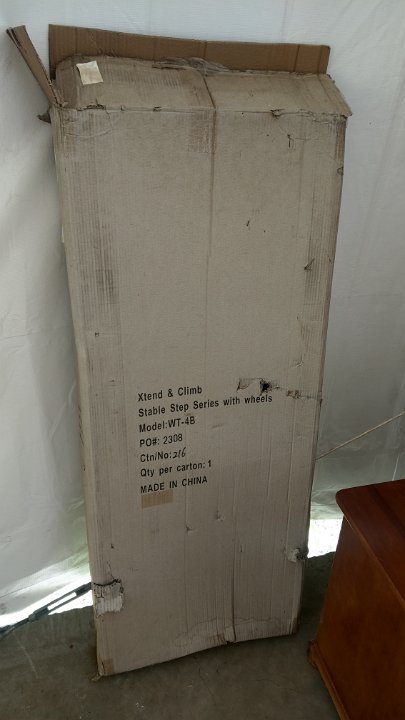 Xtend & Climb
Stable Step Series with wheels
Model:WT-4B
PO#: 2308
Ctn/No: 216
Qty per carton: 1
MADE IN CHINA